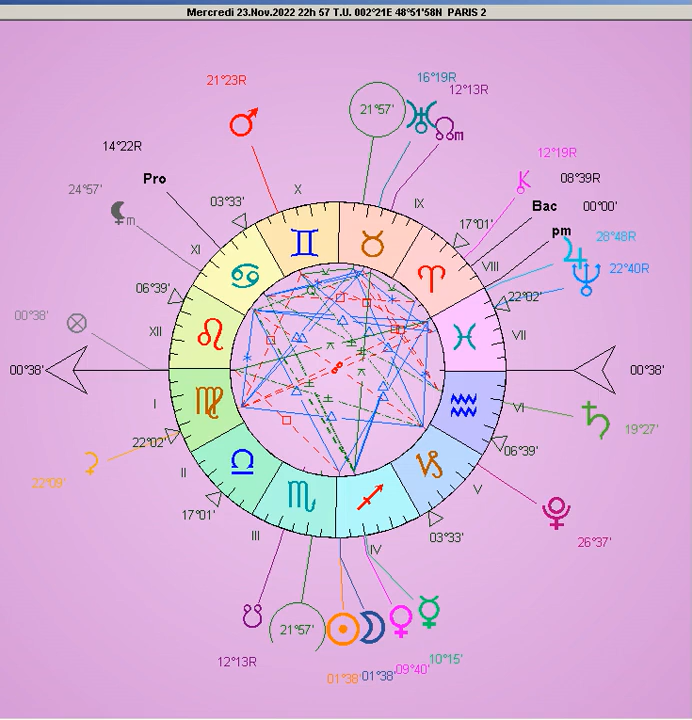 Mercredi 23.Nov.2022 22h 57 T.U. 002°21E 48°51'58N PARIS 2
16°19R
21°23R
12°13R
21°57'
m
14°22R
12°19R
Pro
X
08°39R
24°57'
03°33'
IX
Bac
00°00'
m
17°01'
pm
XI
28°48R
VIII
22°40R
06°39'
22°02'
00°38'
XII
VII
00°38'
00°38'
I
VI
19°27'
22°02'
06°39'
II
22°09'
V
17°01'
03°33'
III
26°37'
IV
21°57'
12°13R
10°15'
09°40'
01°38'
01°38'